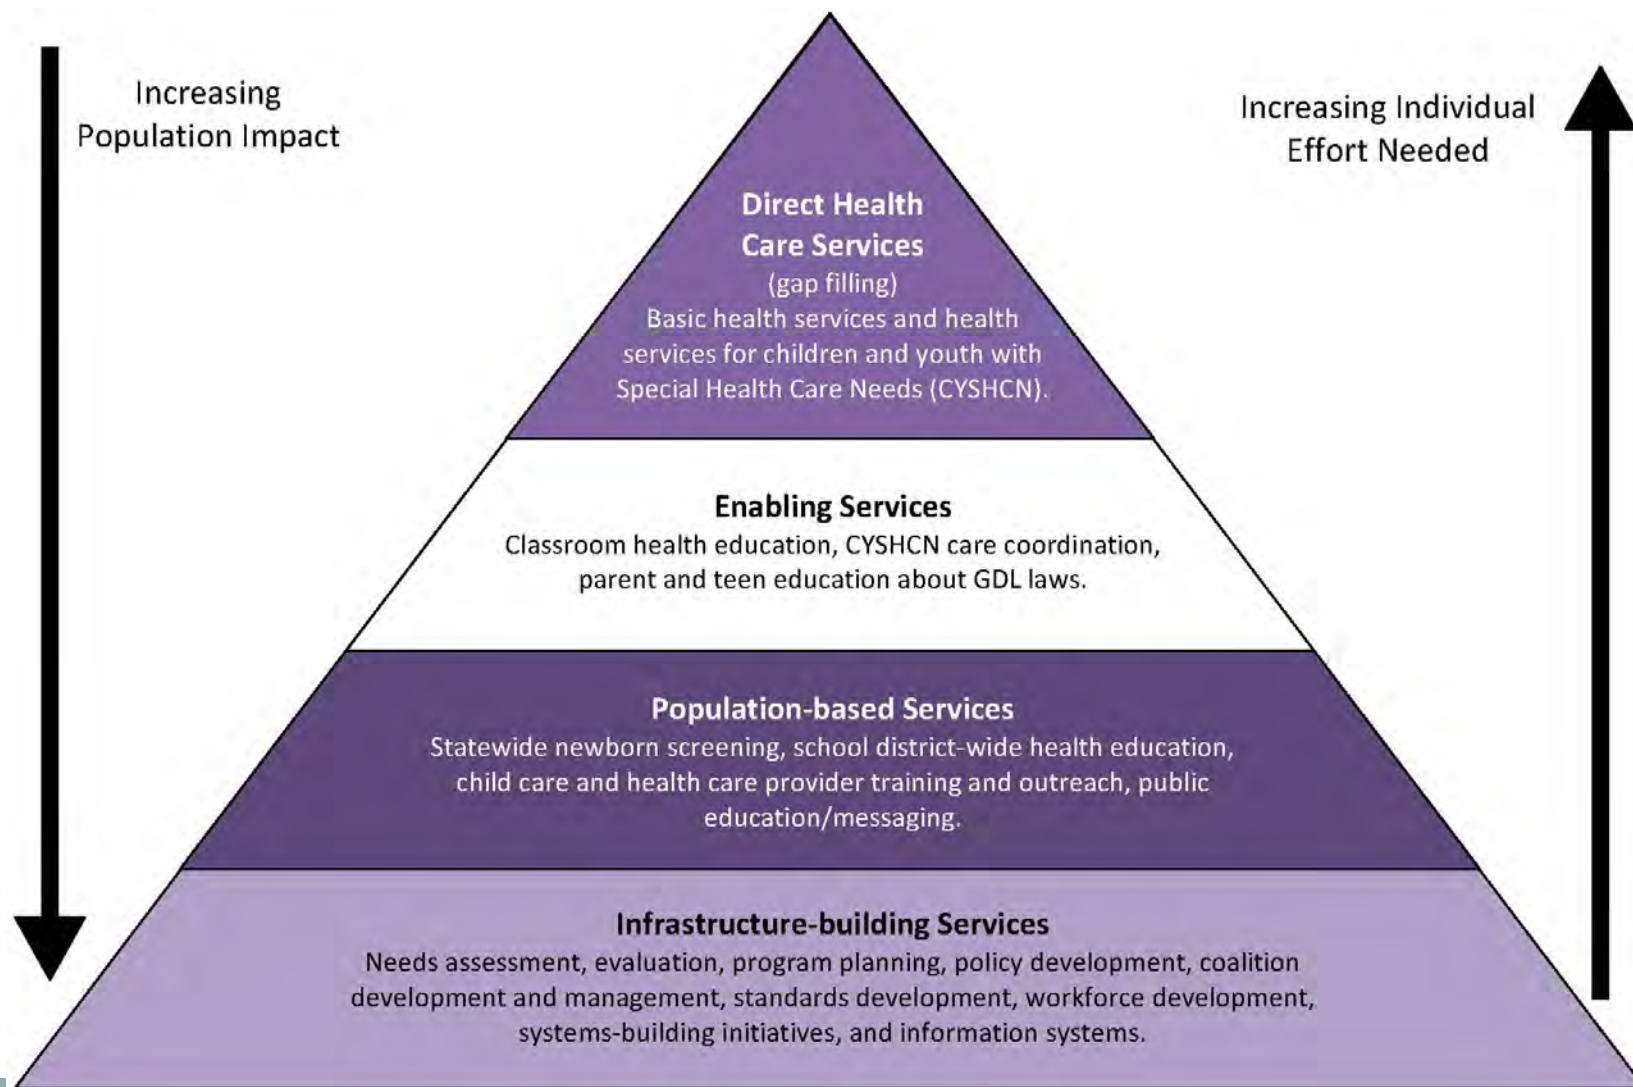 Increasing
Population Impact
Increasing Individual
Effort Needed
Direct Health
Care Services
(gap filling)
Basic health services and health
services for children and youth with
Special Health Care Needs (CYSHCN).
Enabling Services
Classroom health education, CYSHCN care coordination,
parent and teen education about GDL laws.
Population-based Services
Statewide newborn screening, school district-wide health education,
child care and health care provider training and outreach, public
education/messaging.
Infrastructure-building Services
Needs assessment, evaluation, program planning, policy development, coalition
development and management, standards development, workforce development,
systems-building initiatives, and information systems.